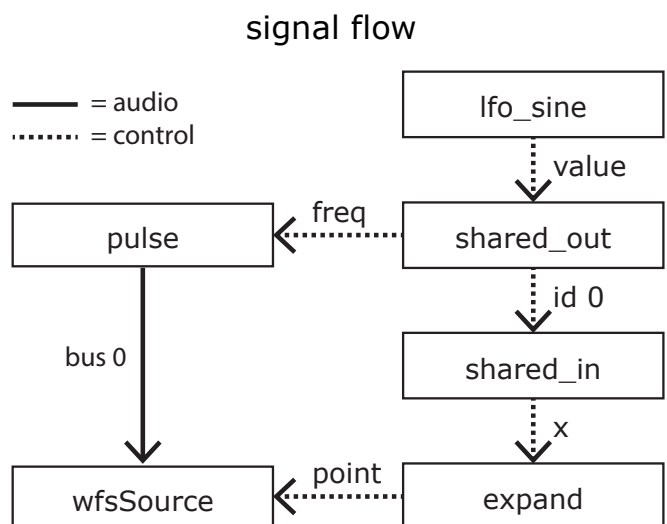 signal flow
= audio
= control
lfo_sine
value
pulse
freq
shared_out
id 0
bus 0
shared_in
x
wfsSource
point
expand